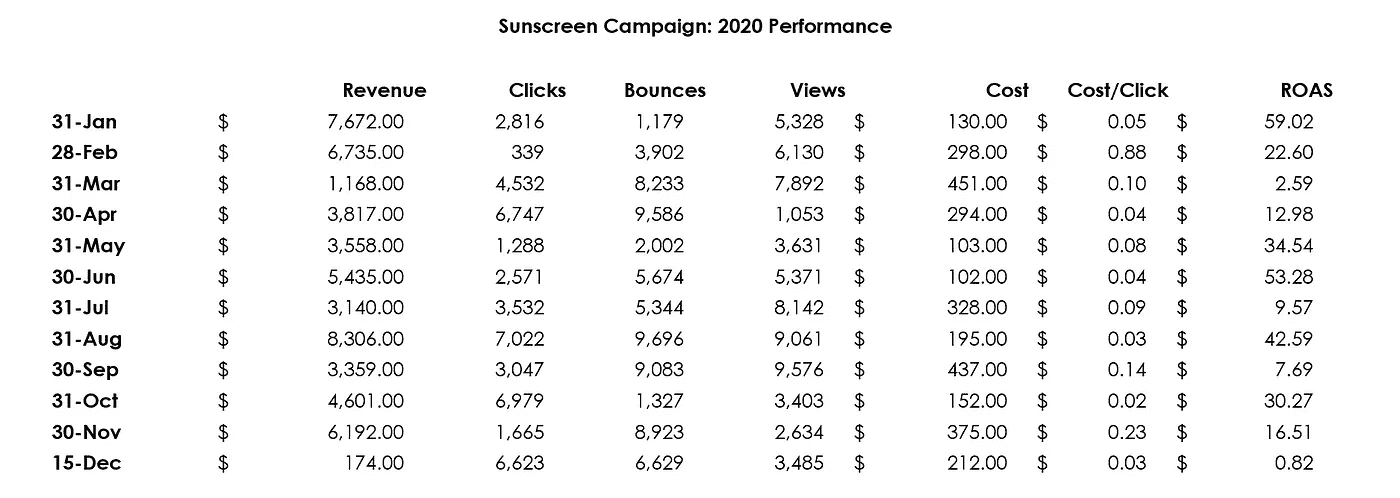 Sunscreen Campaign: 2020 Performance
Revenue Clicks Bounces Views Cost Cost/Click ROAS
31-Jan $ 7,672.00 2,816 1,179 5,328 $ 130.00 $ 0.05 $ 59.02
28-Feb $ 6,735.00 339 3,902 6,130 $ 298.00 $ 0.88 $ 22.60
31-Mar $ 1,168.00 4,532 8,233 7,892 $ 451.00 $ 0.10 $ 2.59
30-Apr $ 3,817.00 6,747 9,586 1,053 $ 294.00 $ 0.04 $ 12.98
31-May $ 3,558.00 1,288 2,002 3,631 $ 103.00 $ 0.08 $ 34.54
30-Jun $ 5,435.00 2,571 5,674 5,371 $ 102.00 $ 0.04 $ 53.28
31-Jul $ 3,140.00 3,532 5,344 8,142 $ 328.00 $ 0.09 $ 9.57
31-Aug $ 8,306.00 7,022 9,696 9,061 $ 195.00 $ 0.03 $ 42.59
30-Sep $ 3,359.00 3,047 9,083 9,576 $ 437.00 $ 0.14 $ 7.69
31-Oct $ 4,601.00 6,979 1,327 3,403 $ 152.00 $ 0.02 $ 30.27
30-Nov $ 6,192.00 1,665 8,923 2,634 $ 375.00 $ 0.23 $ 16.51
15-Dec $ 174.00 6,623 6,629 3,485 $ 212.00 $ 0.03 $ 0.82